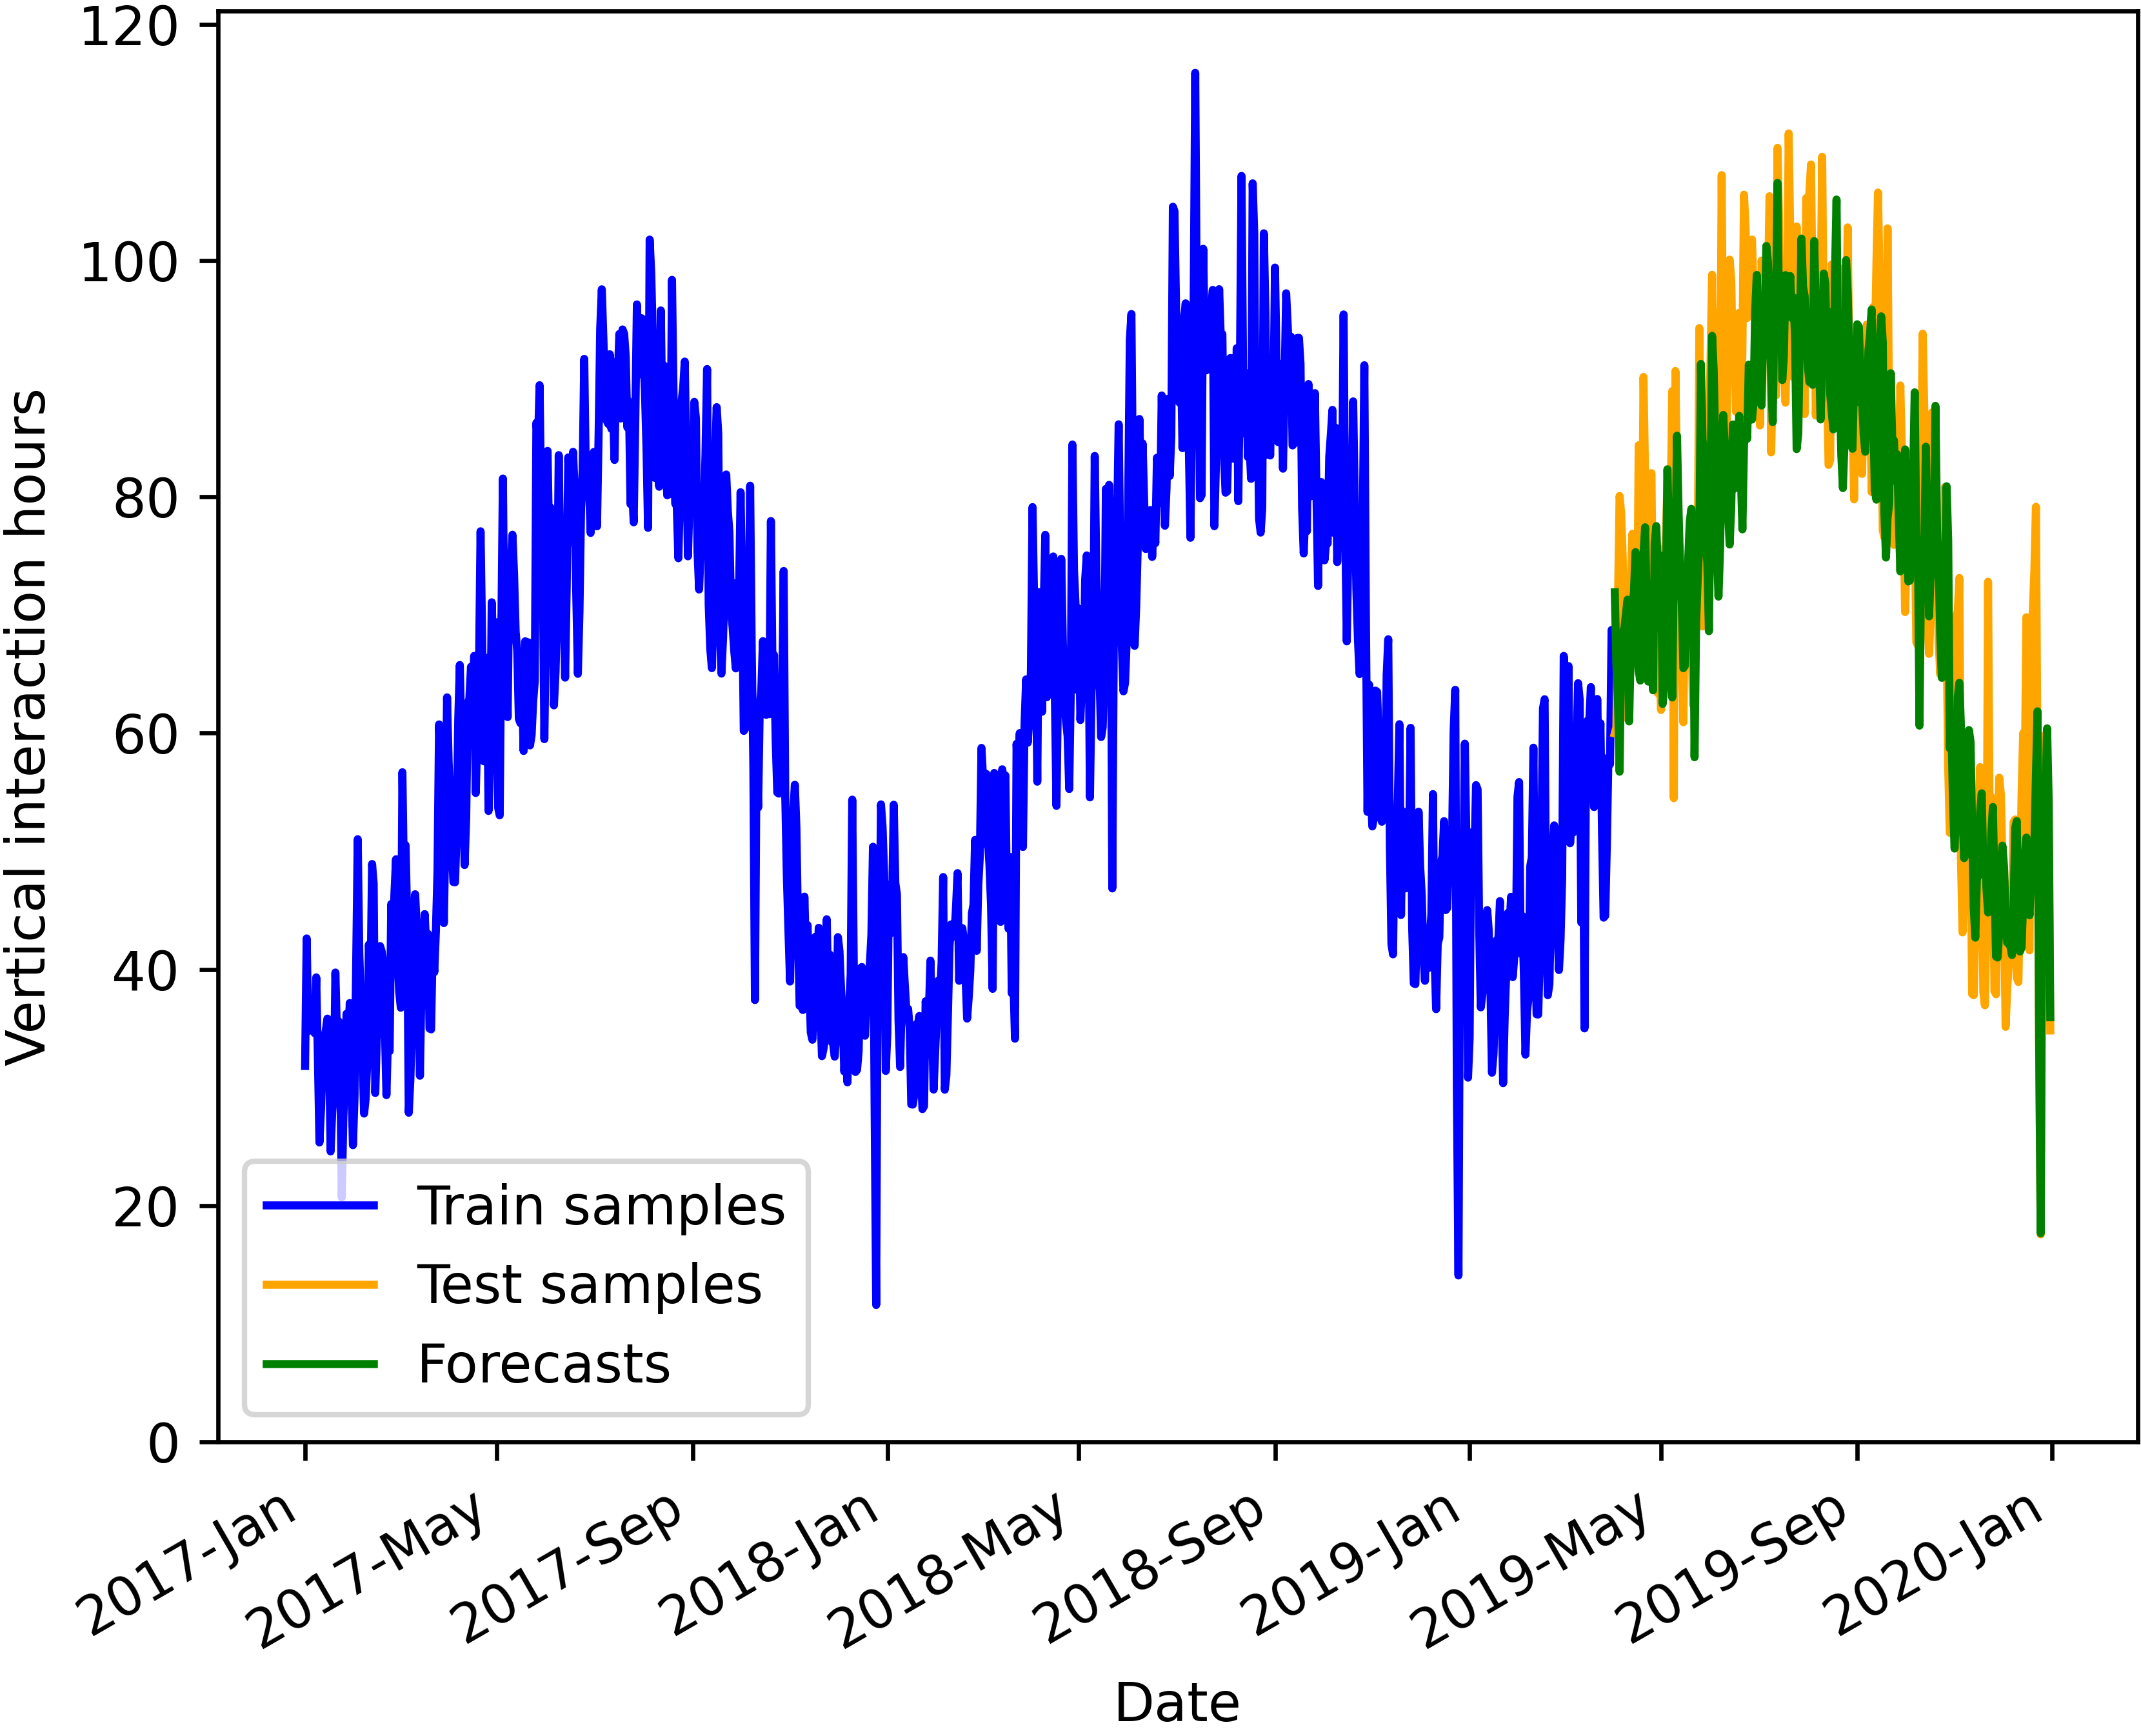 120
100
80
60
40
20
0
Vertical interaction hours
Train samples
Test samples
Forecasts
2017-Jan
2017-May
2017-Sep
2018-Jan
2018-May
2018-Sep
2019-Jan
2019-May
2019-Sep
2020-Jan
Date